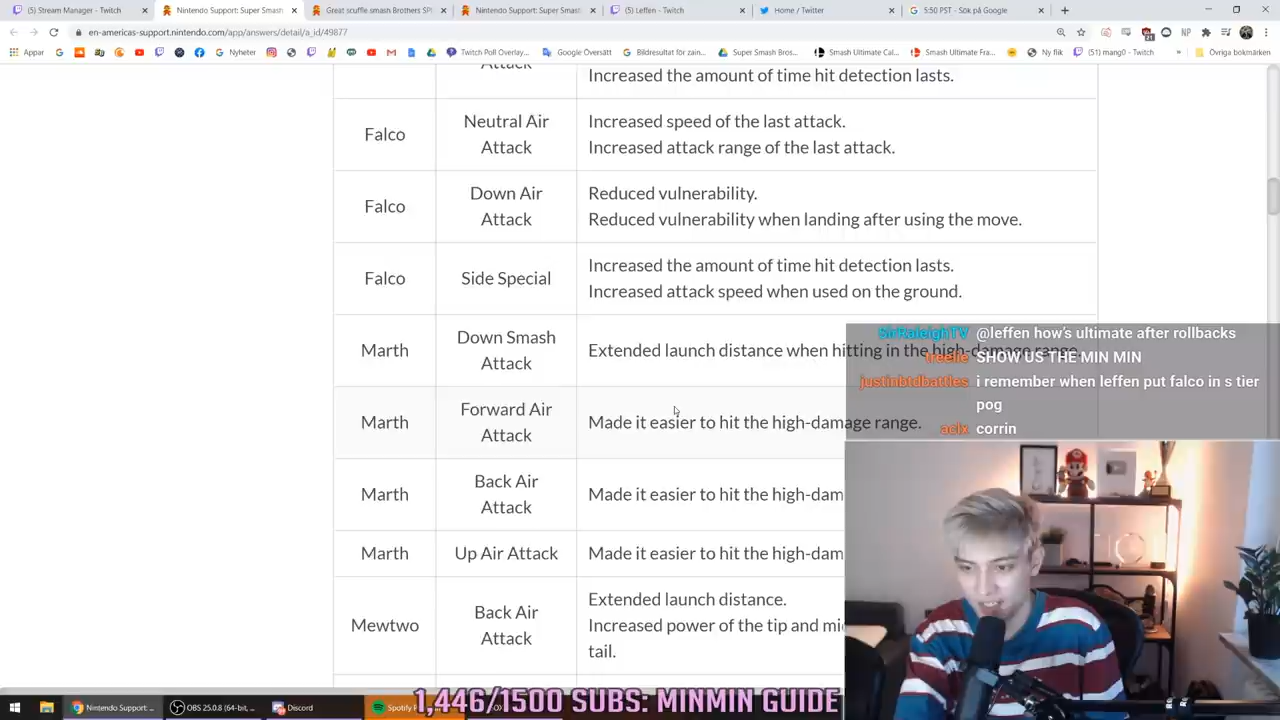 (5) Stream Manager - Twitch
Nintendo Support: Super Smash
Great scuffle.smash Brothers SP
Nintendo Support: Super Smash
(5) Leffen - Twitch
Home / Twitter
5:50 PST - Sök på Google
en-americas-support.nintendo.com/app/answers/detail/a_id/49877
Appar
Nyheter
Twitch Poll Overlay...
Google Översätt
Bildresultat för zain...
Super Smash Bros...
Smash Ultimate Cal...
Smash Ultimate Fra...
Ny flik
(51) mang0 - Twitch
Övriga bokmärken
Attack
Increased the amount of time hit detection lasts.
Falco
Neutral Air
Attack
Increased speed of the last attack.
Increased attack range of the last attack.
Falco
Down Air
Attack
Reduced vulnerability.
Reduced vulnerability when landing after using the move.
Falco
Side Special
Increased the amount of time hit detection lasts.
Increased attack speed when used on the ground.
Marth
Down Smash
Attack
Extended launch distance when hitting in the high-damage range.
Marth
Forward Air
Attack
Made it easier to hit the high-damage range.
Marth
Back Air
Attack
Made it easier to hit the high-dam
Marth
Up Air Attack
Made it easier to hit the high-dam
Mewtwo
Back Air
Attack
Extended launch distance.
Increased power of the tip and mi
tail.
SirRaleighTV @leffen how's ultimate after rollbacks
SHOW US THE MIN MIN
justinbtdbattles i remember when leffen put falco in s tier
pog
corrin
Nintendo Support:...
OBS 25.0.8 (64-bit, ...
Discord
Spotify P
1,446/1500 SUBS: MINMIN GUIDE